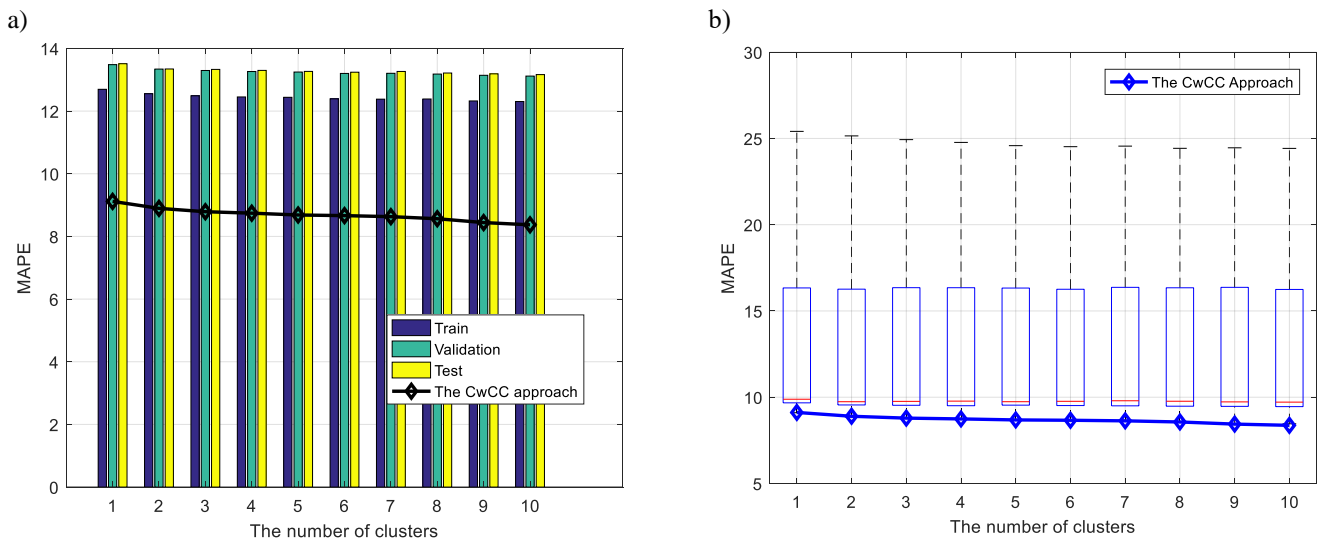 a)
14
12
10
8
6
4
2
0
MAPE
Train
Validation
Test
The CwCC approach
1 2 3 4 5 6 7 8 9 10
The number of clusters
b)
30
25
20
15
10
5
MAPE
The CwCC Approach
1 2 3 4 5 6 7 8 9 10
The number of clusters